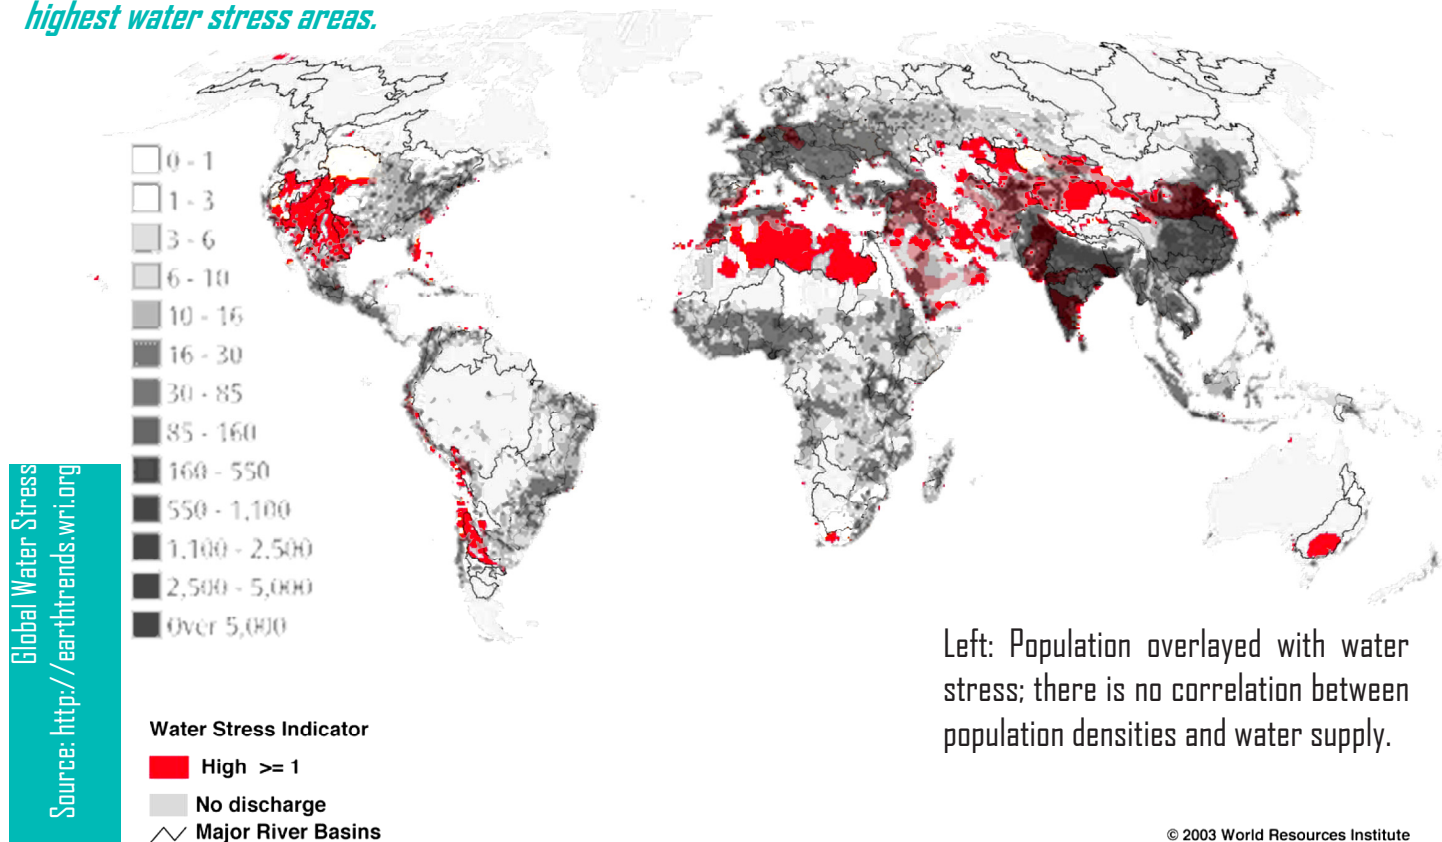 highest water stress areas.
0 - 1
1 - 3
3 - 6
6 - 10
10 - 16
16 - 30
30 - 85
85 - 160
160 - 550
550 - 1,100
1,100 - 2,500
2,500 - 5,000
Over 5,000
Global Water Stress
Source: http://earthtrends.wri.org
Left: Population overlayed with water
stress; there is no correlation between
population densities and water supply.
Water Stress Indicator
High >= 1
No discharge
Major River Basins
© 2003 World Resources Institute